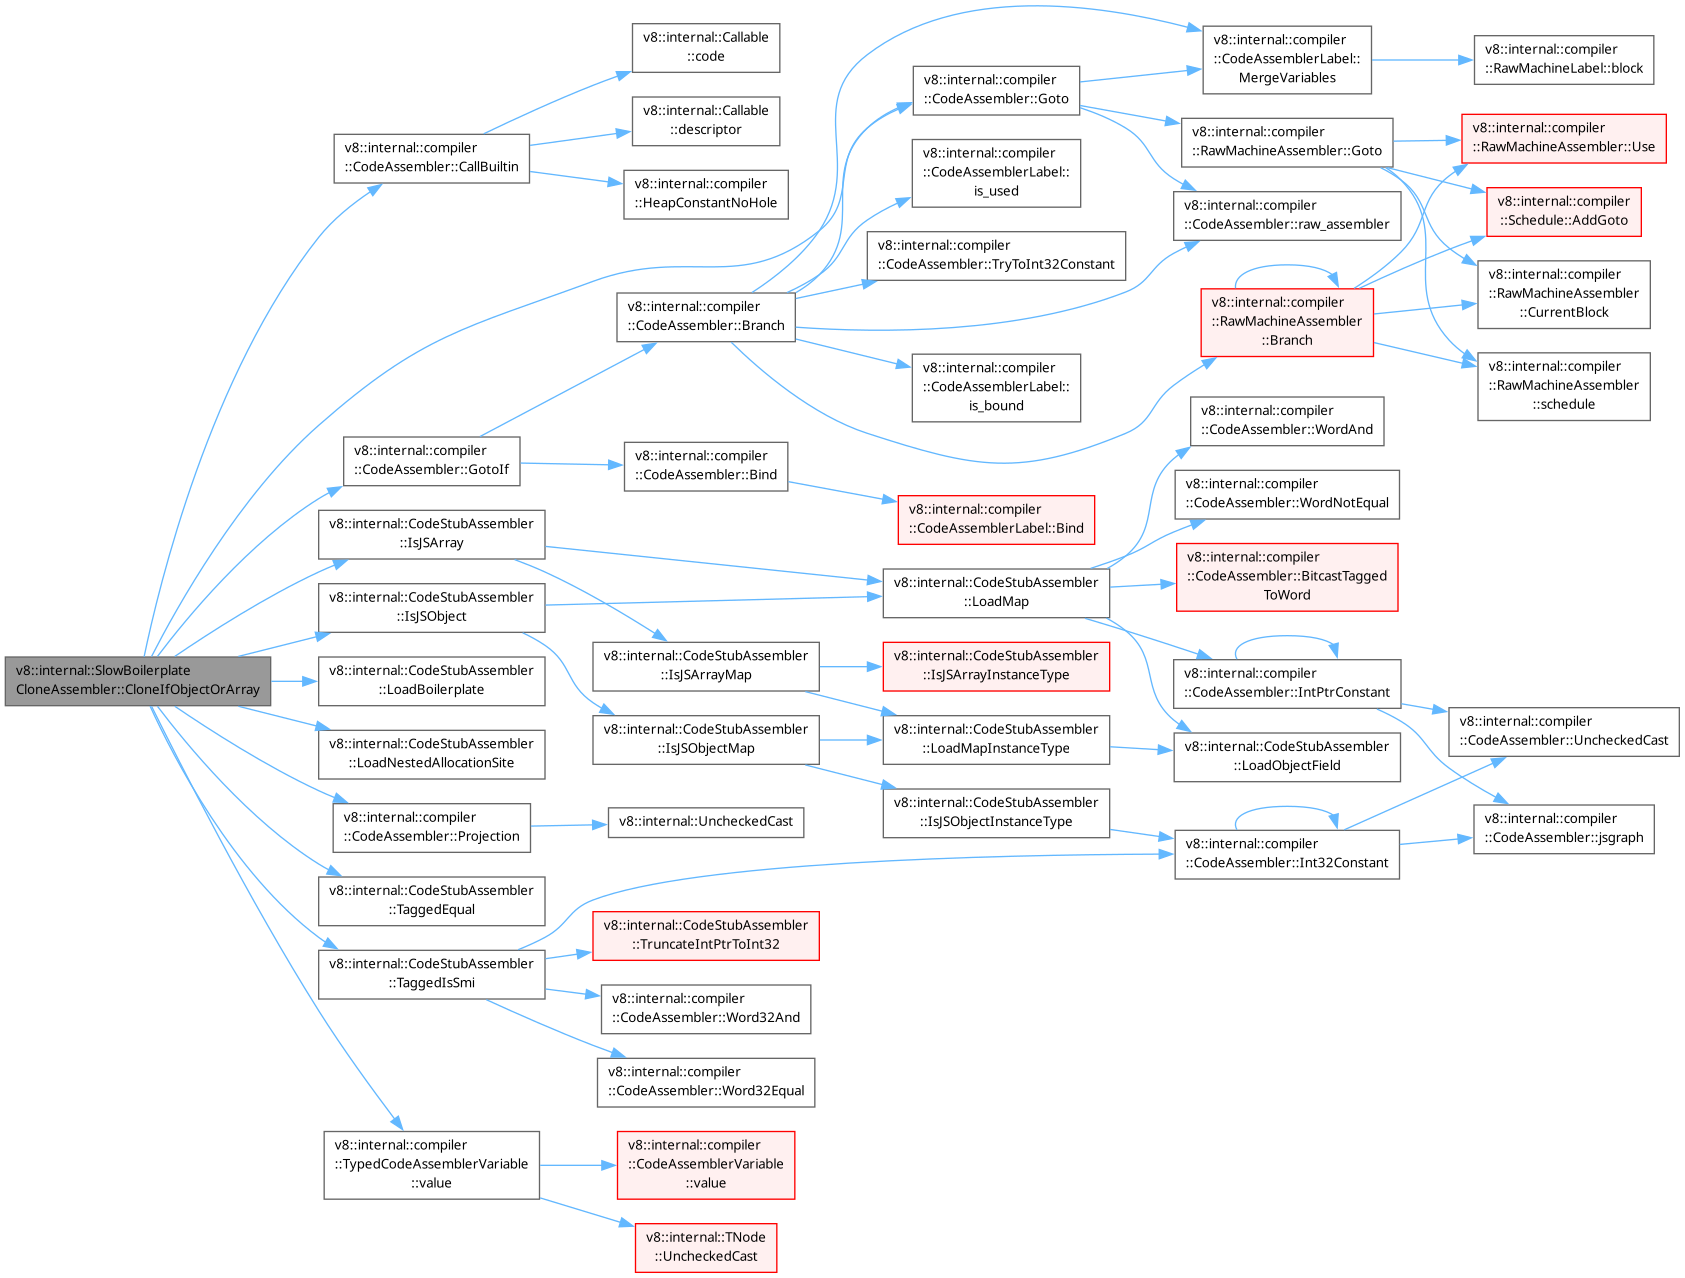 v8::internal::SlowBoilerplate
CloneAssembler::CloneIfObjectOrArray
v8::internal::compiler
::CodeAssembler::CallBuiltin
v8::internal::Callable
::code
v8::internal::Callable
::descriptor
v8::internal::compiler
::HeapConstantNoHole
v8::internal::compiler
::CodeAssembler::Goto
v8::internal::compiler
::CodeAssemblerLabel::
MergeVariables
v8::internal::compiler
::RawMachineLabel::block
v8::internal::compiler
::RawMachineAssembler::Goto
v8::internal::compiler
::RawMachineAssembler::Use
v8::internal::compiler
::Schedule::AddGoto
v8::internal::compiler
::RawMachineAssembler
::CurrentBlock
v8::internal::compiler
::RawMachineAssembler
::schedule
v8::internal::compiler
::CodeAssembler::raw_assembler
v8::internal::compiler
::CodeAssemblerLabel::
is_used
v8::internal::compiler
::CodeAssembler::TryToInt32Constant
v8::internal::compiler
::CodeAssembler::Branch
v8::internal::compiler
::RawMachineAssembler
::Branch
v8::internal::compiler
::CodeAssemblerLabel::
is_bound
v8::internal::compiler
::CodeAssembler::GotoIf
v8::internal::compiler
::CodeAssembler::Bind
v8::internal::compiler
::CodeAssemblerLabel::Bind
v8::internal::CodeStubAssembler
::IsJSArray
v8::internal::CodeStubAssembler
::IsJSObject
v8::internal::CodeStubAssembler
::LoadMap
v8::internal::compiler
::CodeAssembler::WordAnd
v8::internal::compiler
::CodeAssembler::WordNotEqual
v8::internal::compiler
::CodeAssembler::BitcastTagged
ToWord
v8::internal::compiler
::CodeAssembler::IntPtrConstant
v8::internal::CodeStubAssembler
::LoadObjectField
v8::internal::compiler
::CodeAssembler::UncheckedCast
v8::internal::compiler
::CodeAssembler::jsgraph
v8::internal::CodeStubAssembler
::IsJSArrayMap
v8::internal::CodeStubAssembler
::IsJSArrayInstanceType
v8::internal::CodeStubAssembler
::IsJSObjectMap
v8::internal::CodeStubAssembler
::LoadMapInstanceType
v8::internal::CodeStubAssembler
::IsJSObjectInstanceType
v8::internal::compiler
::CodeAssembler::Int32Constant
v8::internal::CodeStubAssembler
::LoadBoilerplate
v8::internal::CodeStubAssembler
::LoadNestedAllocationSite
v8::internal::compiler
::CodeAssembler::Projection
v8::internal::UncheckedCast
v8::internal::CodeStubAssembler
::TaggedEqual
v8::internal::CodeStubAssembler
::TaggedIsSmi
v8::internal::CodeStubAssembler
::TruncateIntPtrToInt32
v8::internal::compiler
::CodeAssembler::Word32And
v8::internal::compiler
::CodeAssembler::Word32Equal
v8::internal::compiler
::TypedCodeAssemblerVariable
::value
v8::internal::compiler
::CodeAssemblerVariable
::value
v8::internal::TNode
::UncheckedCast